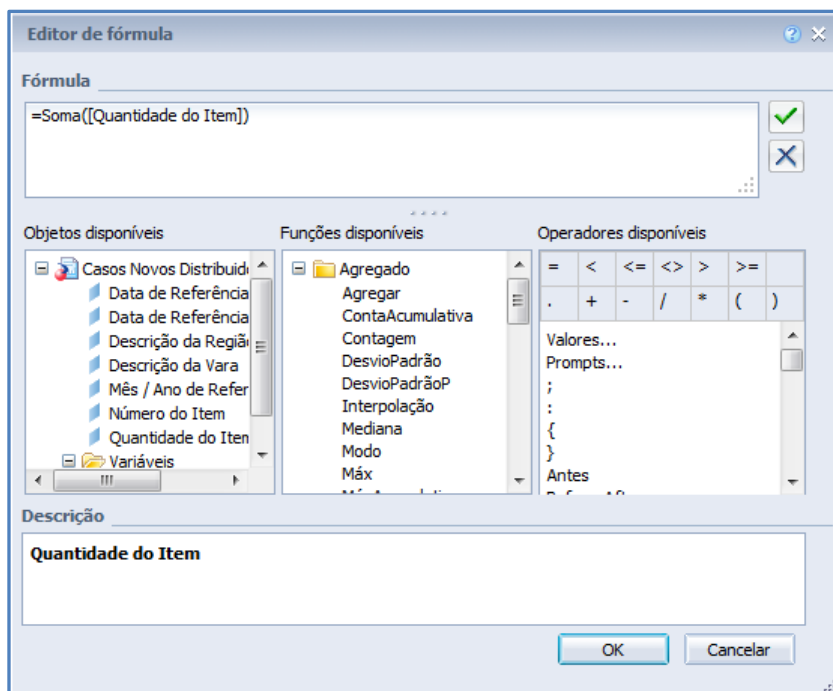 Editor de fórmula
Fórmula
=Soma([Quantidade do Item])
Objetos disponíveis
Funções disponíveis
Operadores disponíveis
Casos Novos Distribuid
Data de Referência
Data de Referência
Descrição da Regiã
Descrição da Vara
Mês / Ano de Refer
Número do Item
Quantidade do Iten
Variáveis
Agregado
Agregar
ContaAcumulativa
Contagem
DesvioPadrão
DesvioPadrãoP
Interpolação
Mediana
Modo
Máx
= < <= <> > >=
. + - / * ( )
Valores...
Prompts...
;
:
{
}
Antes
Descrição
Quantidade do Item
OK
Cancelar